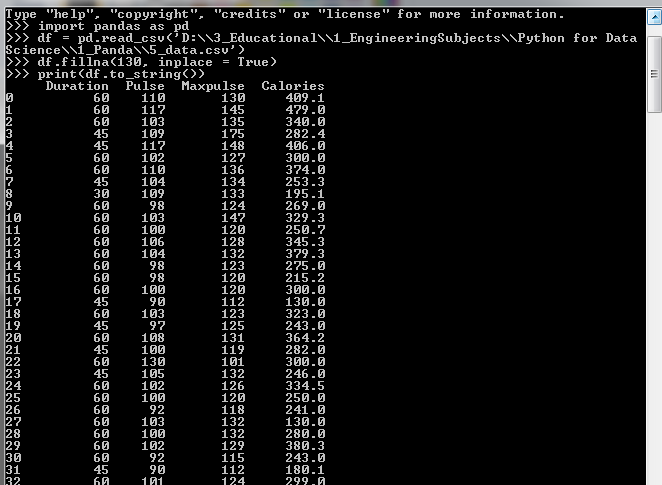 Type "help", "copyright", "credits" or "license" for more information.
>>> import pandas as pd
>>> df = pd.read_csv('D:\\3_Educational\\1_EngineeringSubjects\\Python for Data
Science\\1_Panda\\5_data.csv')
>>> df.fillna(130, inplace = True)
>>> print(df.to_string())
Duration Pulse Maxpulse Calories
0 60 110 130 409.1
1 60 117 145 479.0
2 60 103 135 340.0
3 45 109 175 282.4
4 45 117 148 406.0
5 60 102 127 300.0
6 60 110 136 374.0
7 45 104 134 253.3
8 30 109 133 195.1
9 60 98 124 269.0
10 60 103 147 329.3
11 60 100 120 250.7
12 60 106 128 345.3
13 60 104 132 379.3
14 60 98 123 275.0
15 60 98 120 215.2
16 60 100 120 300.0
17 45 90 112 130.0
18 60 103 123 323.0
19 45 97 125 243.0
20 60 108 131 364.2
21 45 100 119 282.0
22 60 130 101 300.0
23 45 105 132 246.0
24 60 102 126 334.5
25 60 100 120 250.0
26 60 92 118 241.0
27 60 103 132 130.0
28 60 100 132 280.0
29 60 102 129 380.3
30 60 92 115 243.0
31 45 90 112 180.1
32 60 101 124 299.0